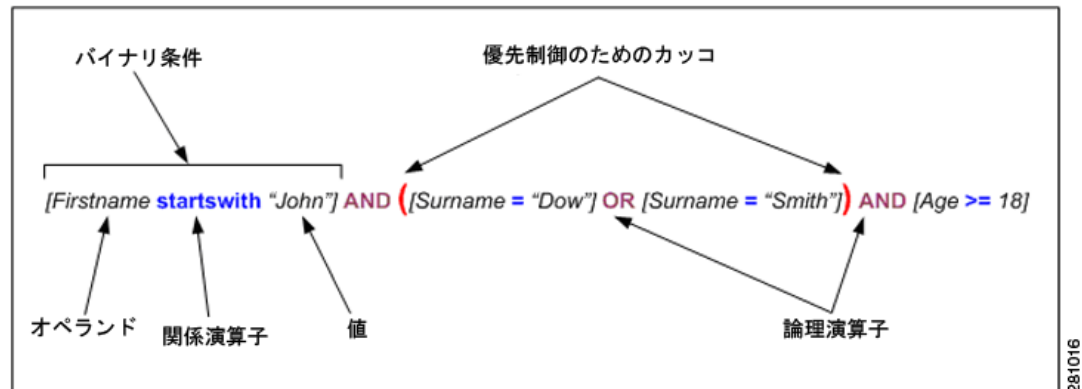 バイナリ条件
優先制御のためのカッコ
[Firstname startswith “John”] AND ([Surname = “Dow”] OR [Surname = “Smith”]) AND [Age >= 18]
オペランド
関係演算子
値
論理演算子
281016